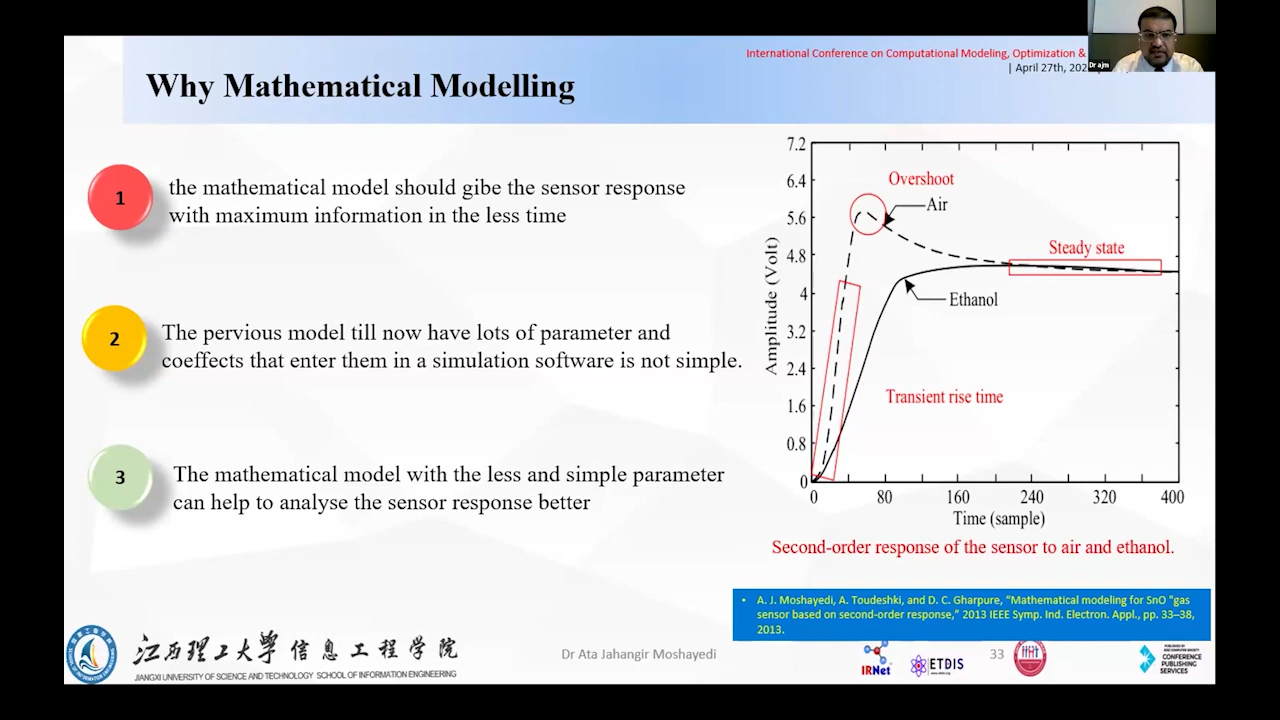 International Conference on Computational Modeling, Optimization &
| April 27th, 202
Dr ajm
Why Mathematical Modelling
1
the mathematical model should gibe the sensor response
with maximum information in the less time
2
The pervious model till now have lots of parameter and
coeffects that enter them in a simulation software is not simple.
3
The mathematical model with the less and simple parameter
can help to analyse the sensor response better
7.2
6.4
5.6
4.8
4
3.2
2.4
1.6
0.8
0
Amplitude (Volt)
Overshoot
Air
Steady state
Ethanol
Transient rise time
0 80 160 240 320 400
Time (sample)
Second-order response of the sensor to air and ethanol.
• A. J. Moshayedi, A. Toudeshki, and D. C. Gharpure, "Mathematical modeling for SnO "gas
sensor based on second-order response," 2013 IEEE Symp. Ind. Electron. Appl., pp. 33–38,
2013.
江西理工大学 信息工程学院
JIANGXI UNIVERSITY OF SCIENCE AND TECHNOLOGY SCHOOL OF INFORMATION ENGINEERING
Dr Ata Jahangir Moshayedi
IRNet
ETDIS
33
CONFERENCE
PUBLISHING
SERVICES